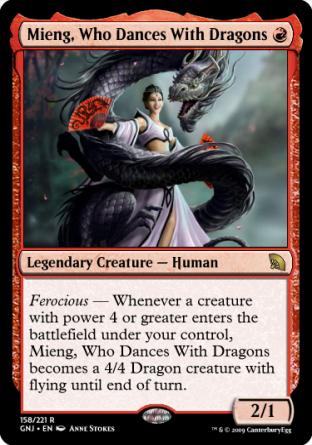 Mieng, Who Dances With Dragons
Legendary Creature — Human
Ferocious — Whenever a creature
with power 4 or greater enters the
battlefield under your control,
Mieng, Who Dances With Dragons
becomes a 4/4 Dragon creature with
flying until end of turn.
2/1
158/221 R
GNJ • EN Anne Stokes
™ & © 2019 CanterburyEgg